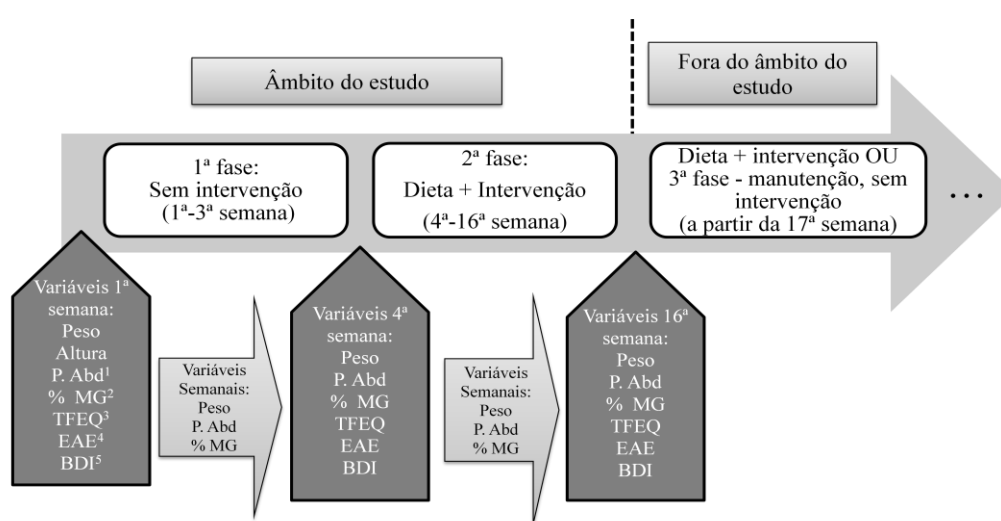 Âmbito do estudo
Fora do âmbito do
estudo
1ª fase:
Sem intervenção
(1ª-3ª semana)
2ª fase:
Dieta + Intervenção
(4ª-16ª semana)
Dieta + intervenção OU
3ª fase - manutenção, sem
intervenção
(a partir da 17ª semana)
...
Variáveis 1ª
semana:
Peso
Altura
P. Abd¹
% MG²
TFEQ³
EAE⁴
BDI⁵
Variáveis
Semanais:
Peso
P. Abd
% MG
Variáveis 4ª
semana:
Peso
P. Abd
% MG
TFEQ
EAE
BDI
Variáveis
Semanais:
Peso
P. Abd
% MG
Variáveis 16ª
semana:
Peso
P. Abd
% MG
TFEQ
EAE
BDI